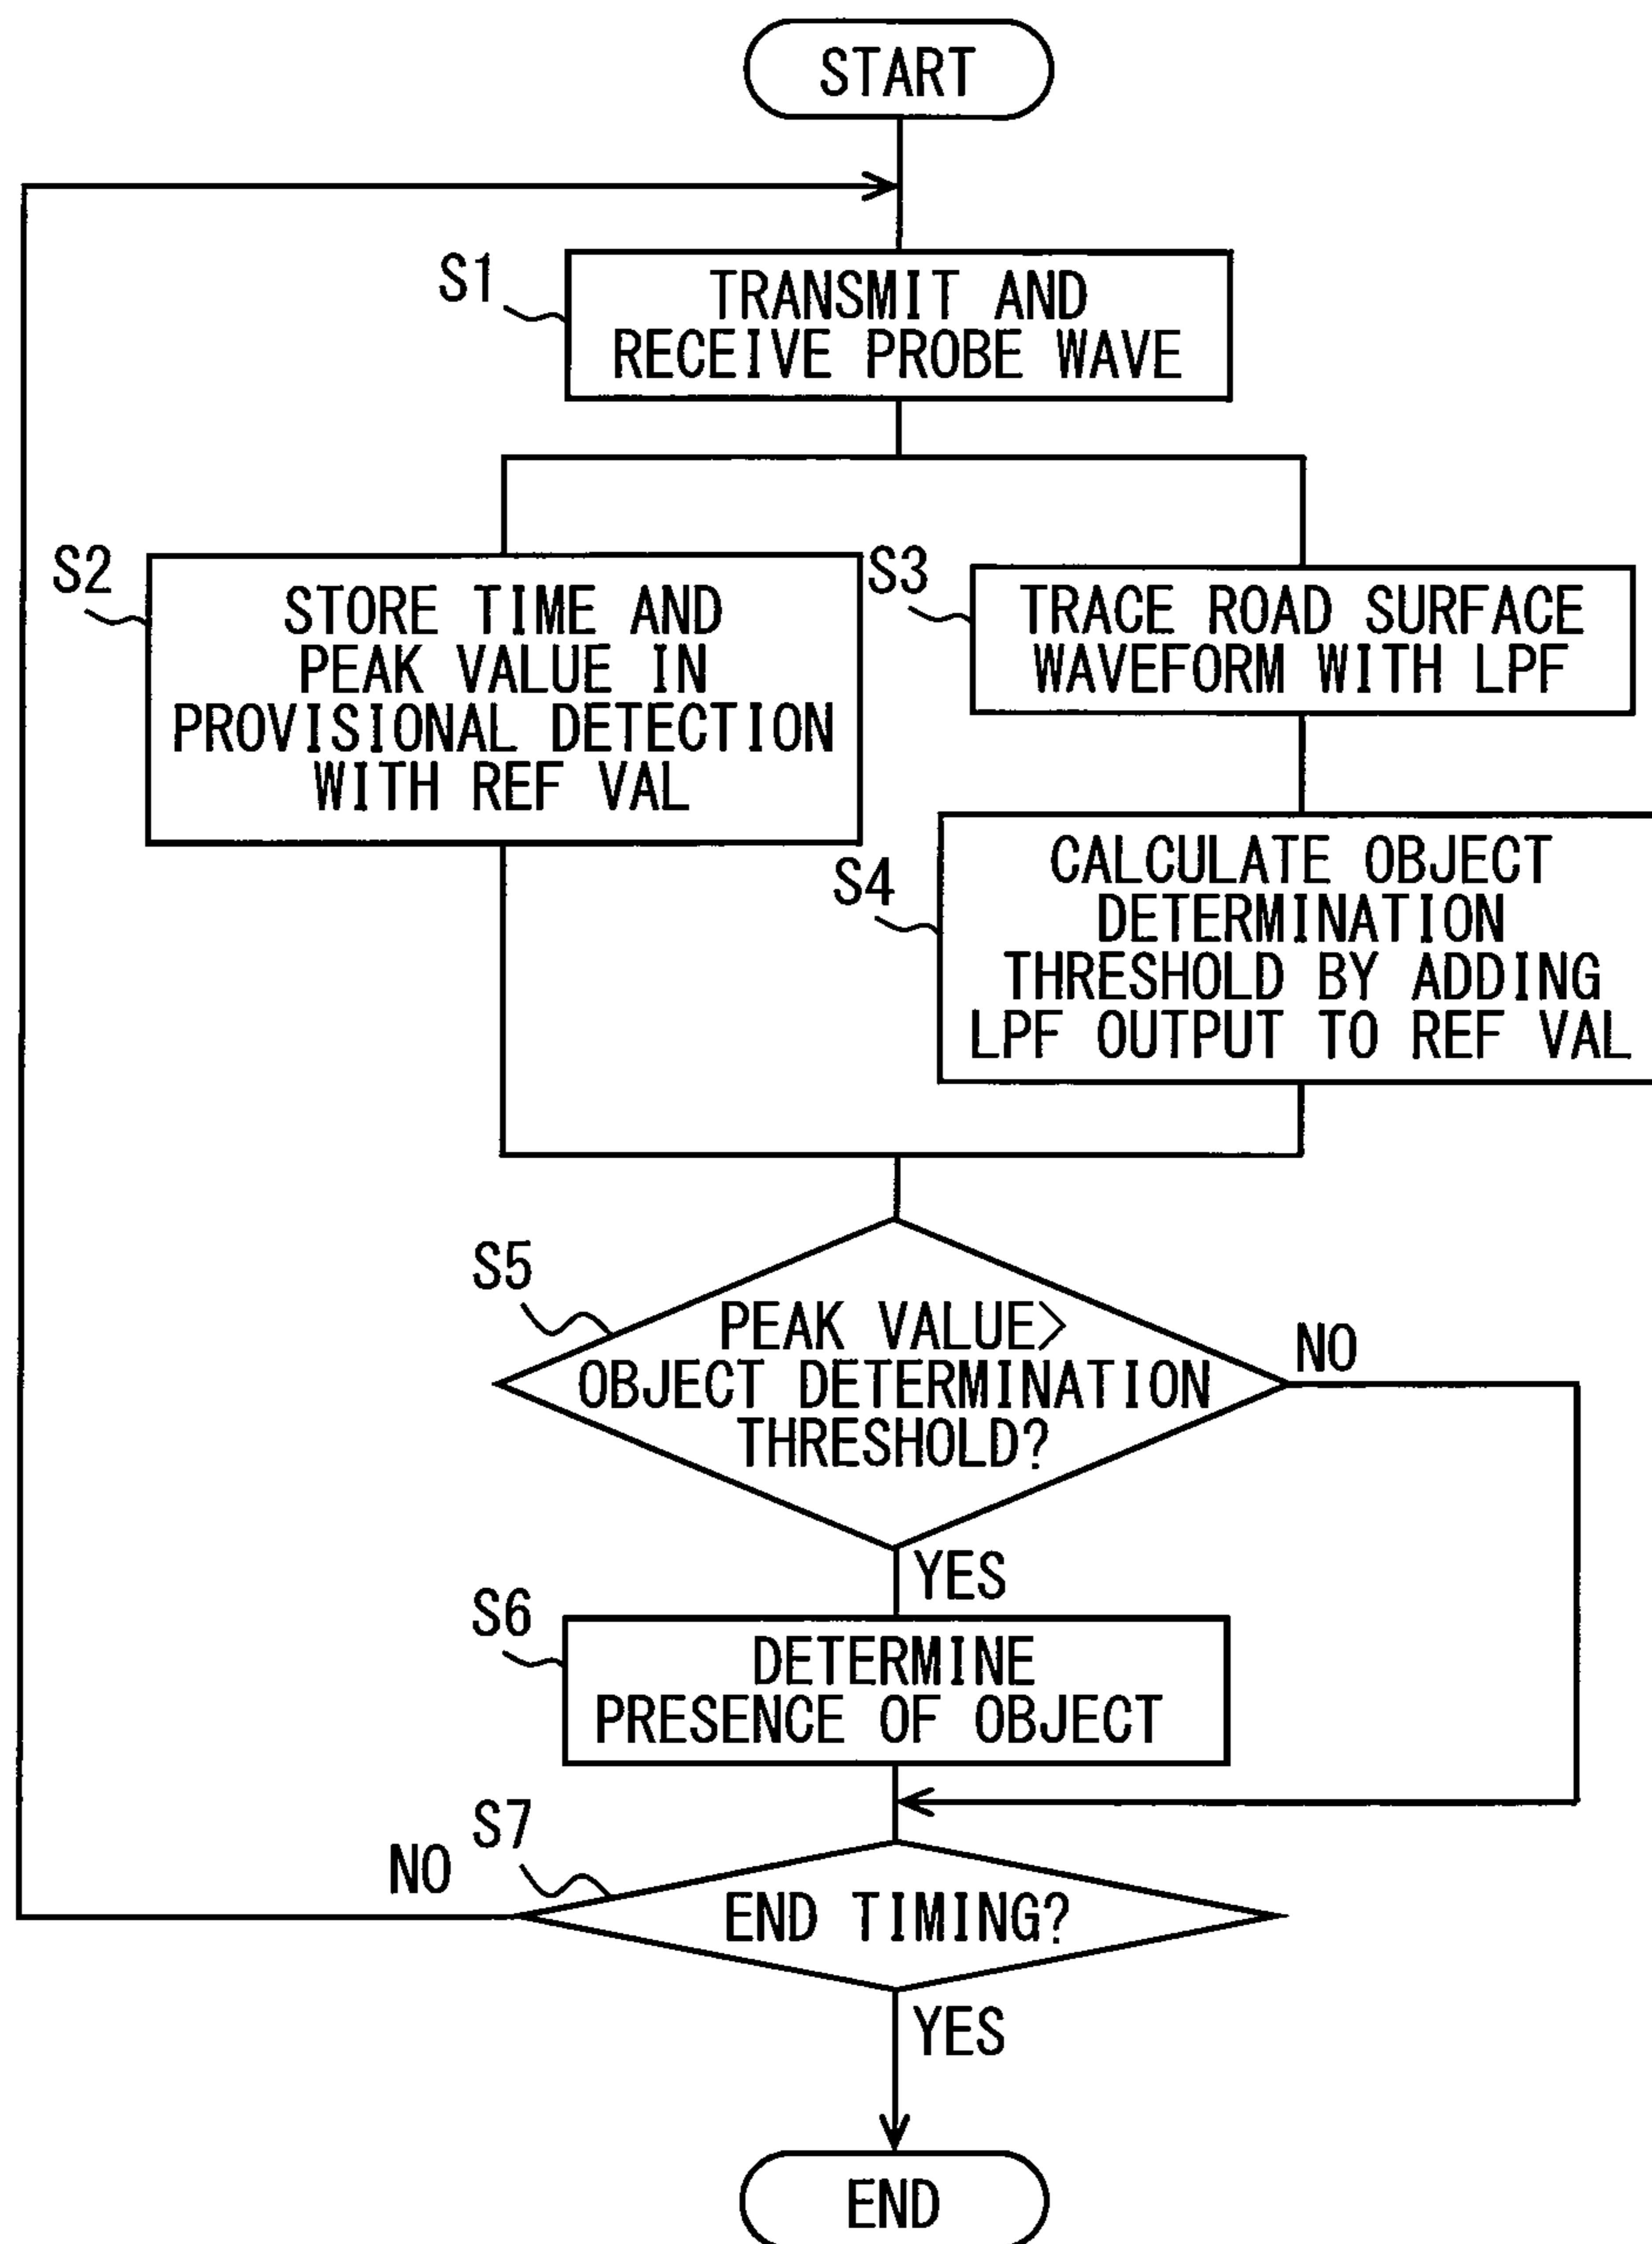 START
S1
TRANSMIT AND
RECEIVE PROBE WAVE
S2
STORE TIME AND
PEAK VALUE IN
PROVISIONAL DETECTION
WITH REF VAL
S3
TRACE ROAD SURFACE
WAVEFORM WITH LPF
S4
CALCULATE OBJECT
DETERMINATION
THRESHOLD BY ADDING
LPF OUTPUT TO REF VAL
S5
PEAK VALUE>
OBJECT DETERMINATION
THRESHOLD?
NO
YES
S6
DETERMINE
PRESENCE OF OBJECT
S7
NO
END TIMING?
YES
END